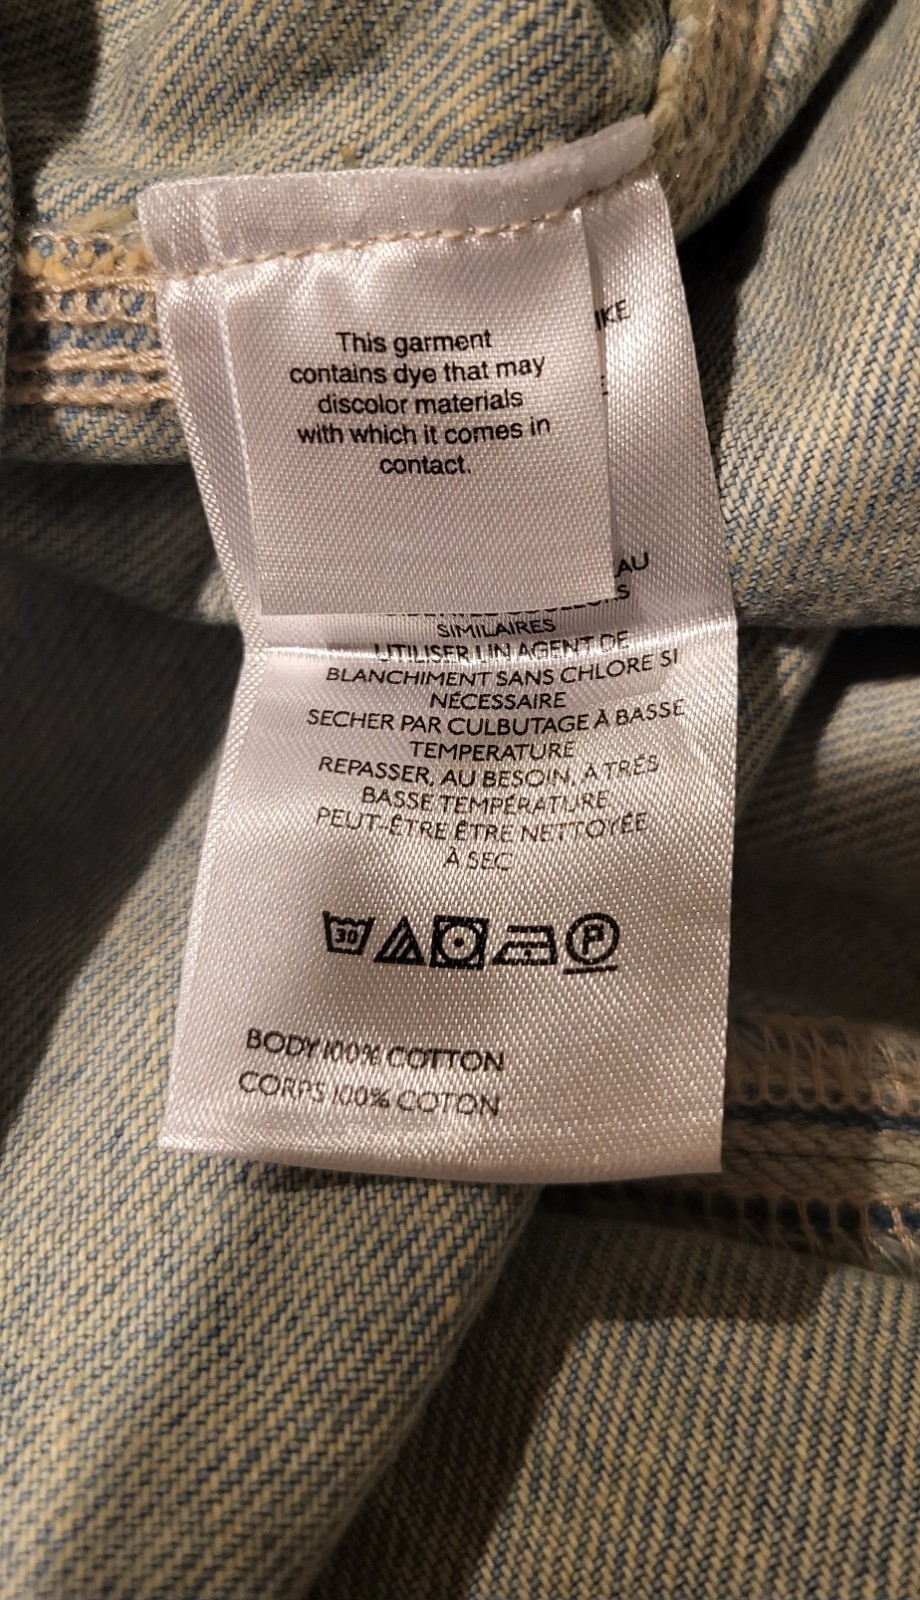 This garment
contains dye that may
discolor materials
with which it comes in
contact.
AU
SIMILAIRES
UTILISER UN AGENT DE
BLANCHIMENT SANS CHLORE SI
NÉCESSAIRE
SECHER PAR CULBUTAGE À BASSE
TEMPERATURE
REPASSER, AU BESOIN, À TRÉS
BASSE TEMPÉRATURE
PEUT-ÊTRE ÊTRE NETTOYÉE
À SEC
30 P
BODY 100% COTTON
CORPS 100% COTON